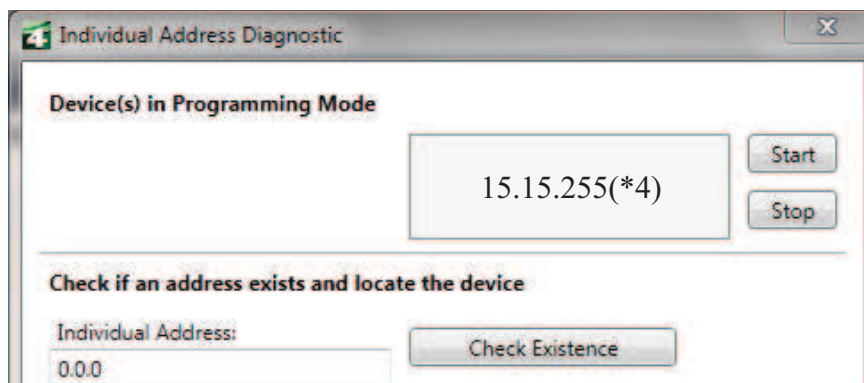 Individual Address Diagnostic
Device(s) in Programming Mode
15.15.255(*4)
Start
Stop
Check if an address exists and locate the device
Individual Address:
Check Existence
0.0.0